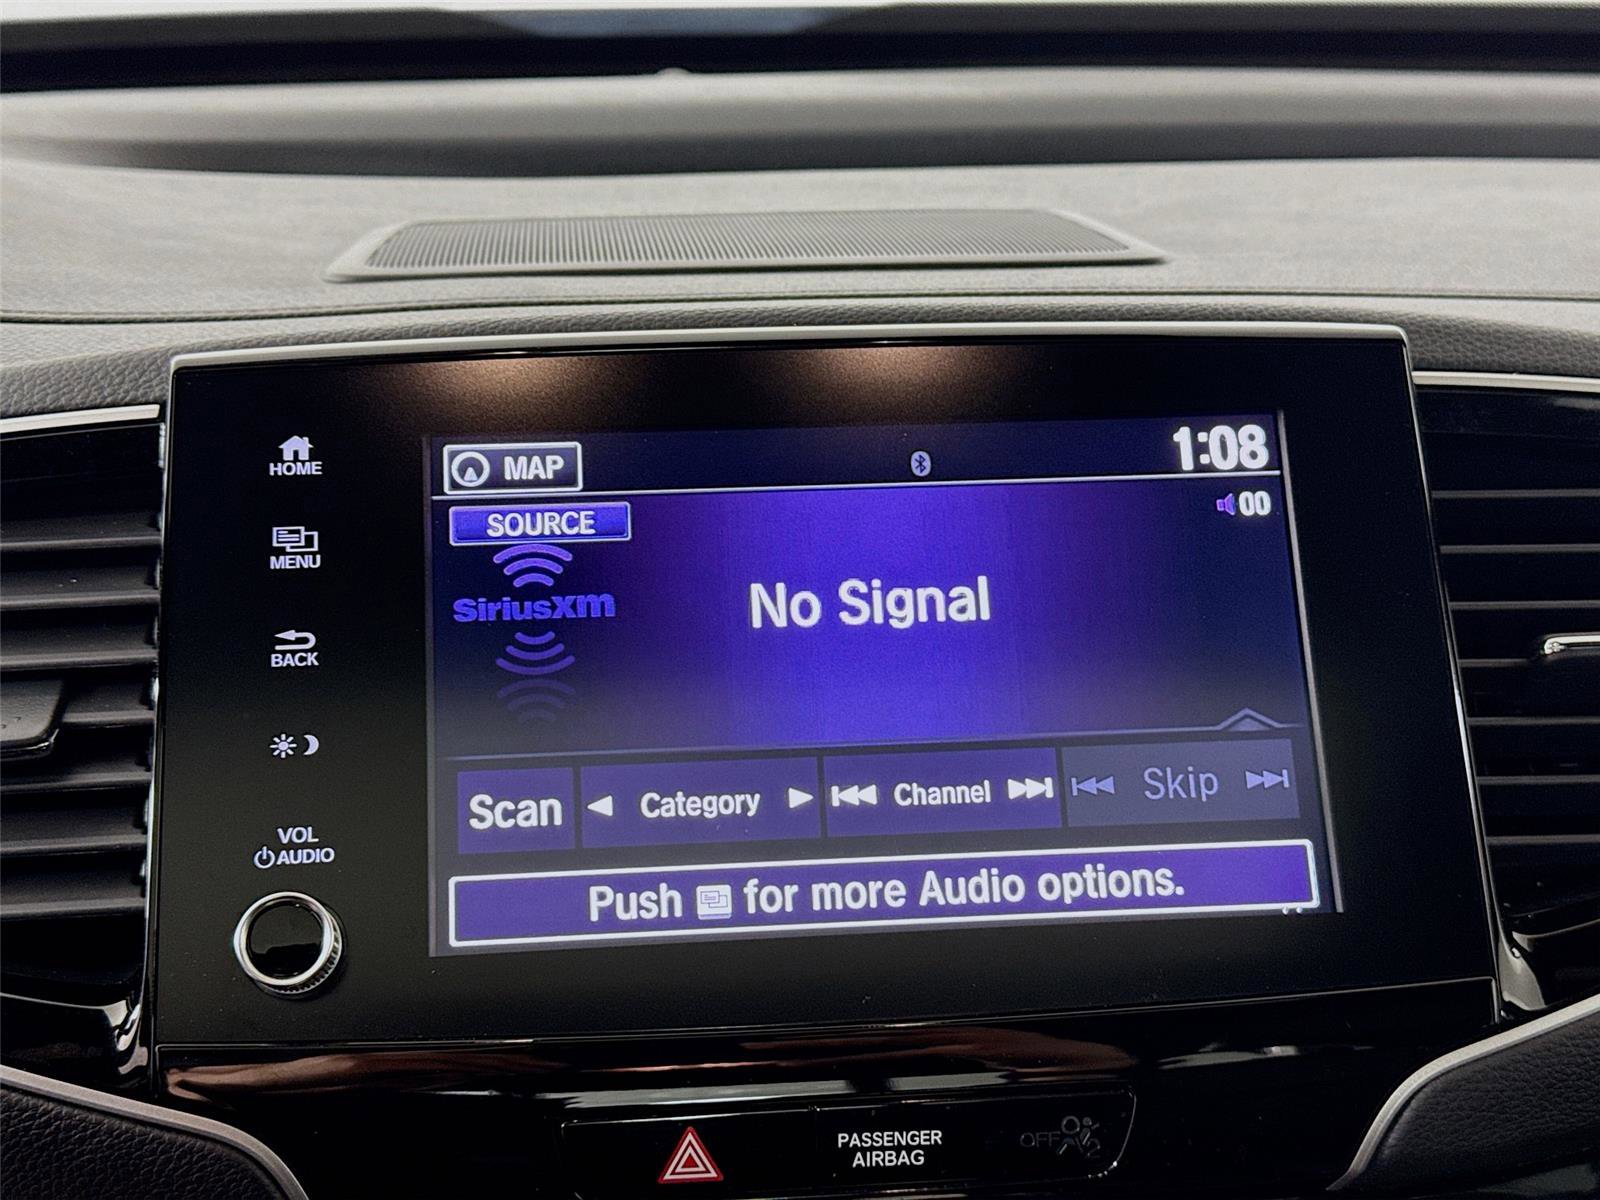 HOME
MENU
BACK
VOL
AUDIO
MAP
1:08
SOURCE
00
SiriusXM
No Signal
Scan
Category
Channel
Skip
Push for more Audio options.
PASSENGER
AIRBAG
OFF